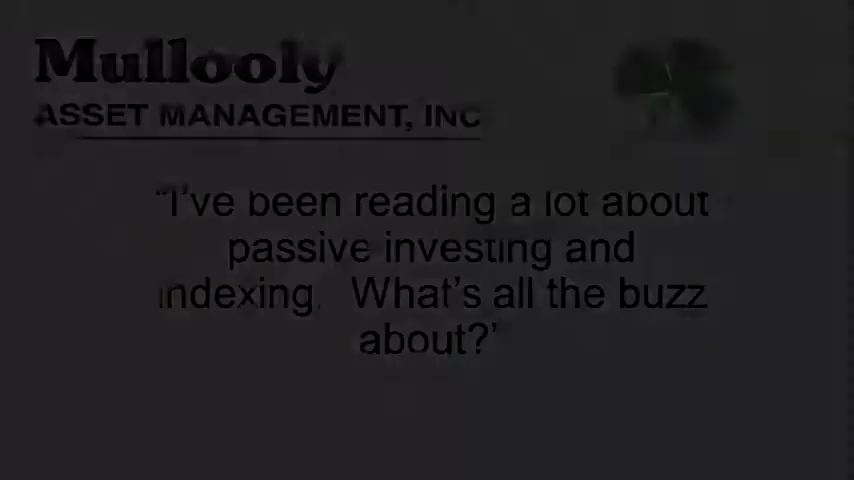 Mullooly
ASSET MANAGEMENT, INC
“I’ve been reading a lot about
passive investing and
indexing. What’s all the buzz
about?’